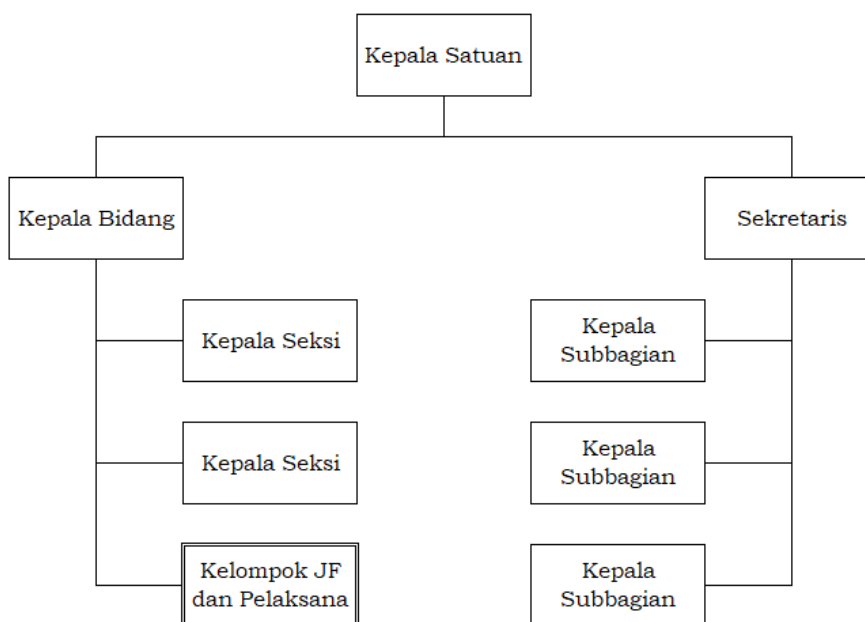 Kepala Satuan
Kepala Bidang
Sekretaris
Kepala Seksi
Kepala
Subbagian
Kepala Seksi
Kepala
Subbagian
Kelompok JF
dan Pelaksana
Kepala
Subbagian